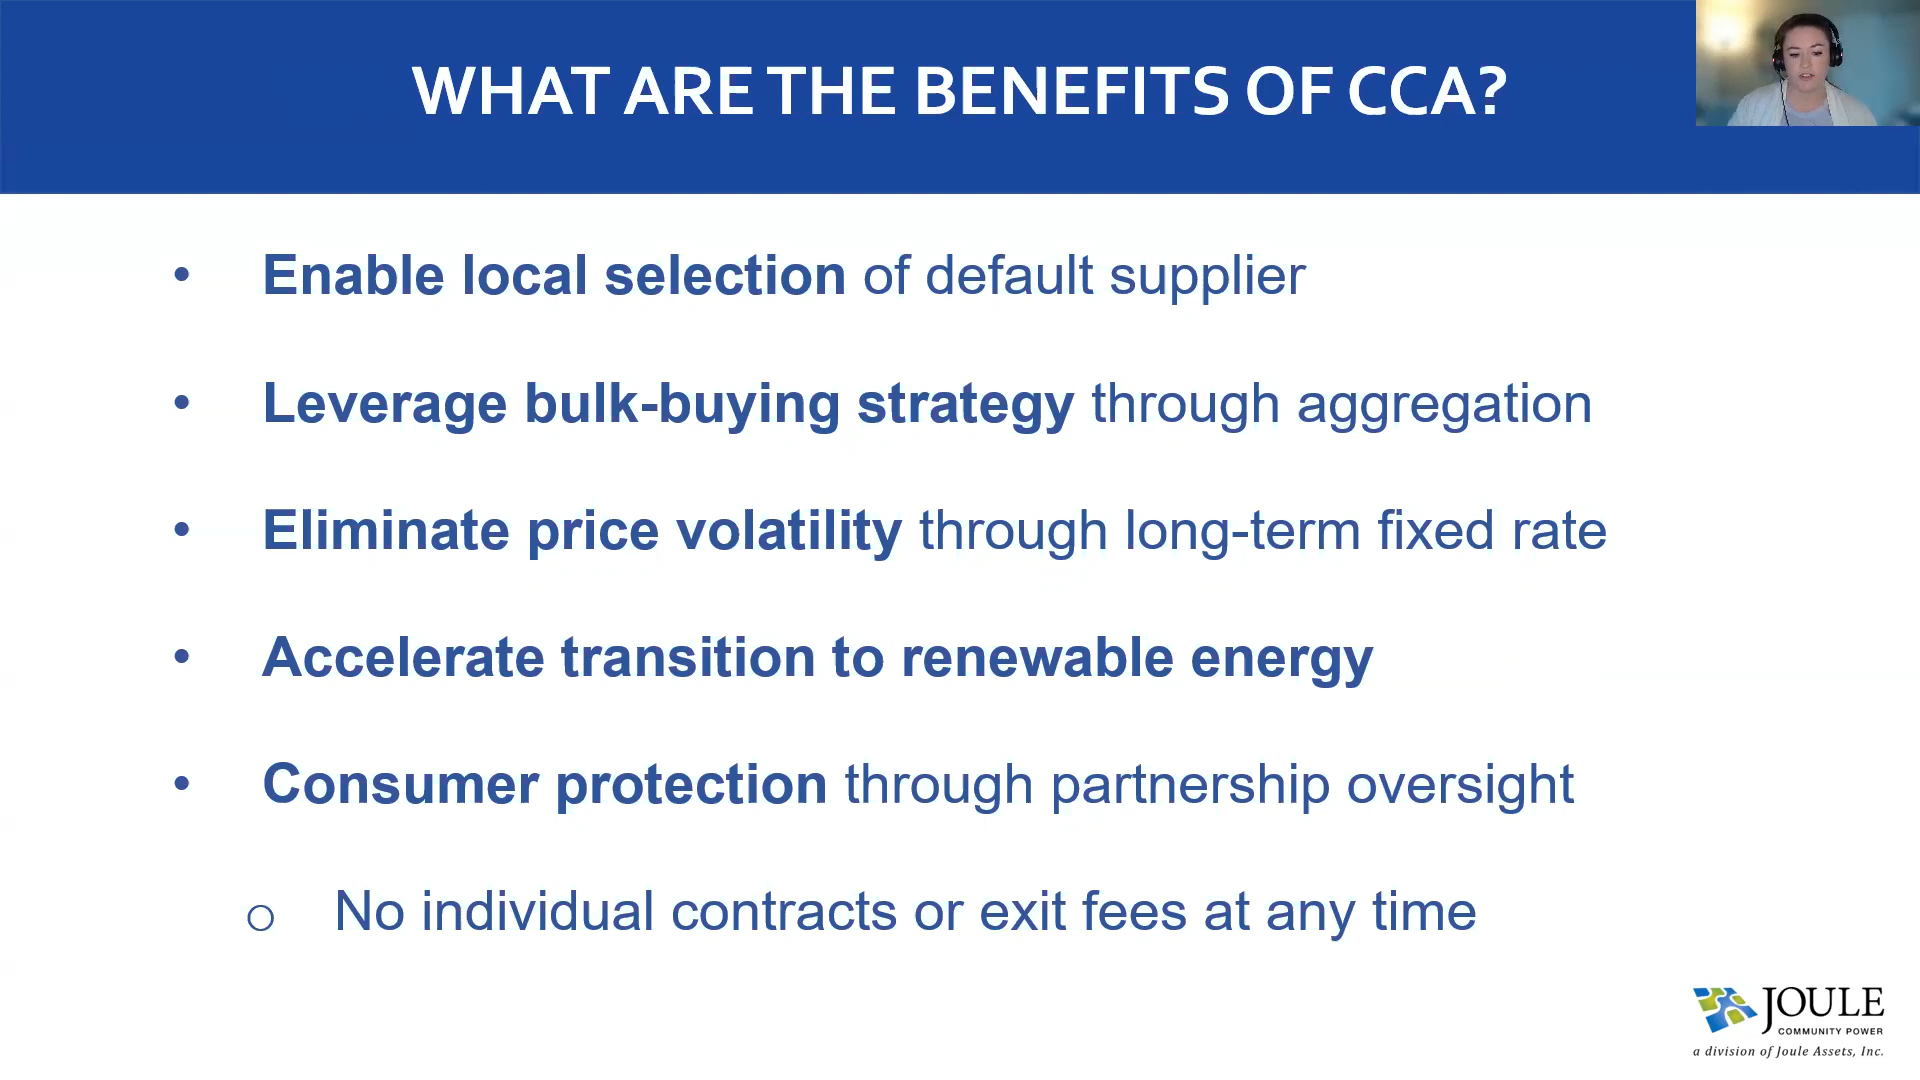 WHAT ARE THE BENEFITS OF CCA?
• Enable local selection of default supplier
• Leverage bulk-buying strategy through aggregation
• Eliminate price volatility through long-term fixed rate
• Accelerate transition to renewable energy
• Consumer protection through partnership oversight
o No individual contracts or exit fees at any time
JOULE
COMMUNITY POWER
a division of Joule Assets, Inc.